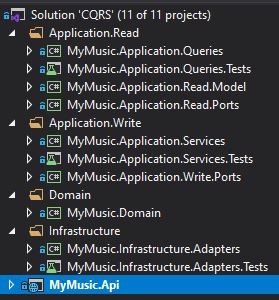 Solution 'CQRS' (11 of 11 projects)
Application.Read
MyMusic.Application.Queries
MyMusic.Application.Queries.Tests
MyMusic.Application.Read.Model
MyMusic.Application.Read.Ports
Application.Write
MyMusic.Application.Services
MyMusic.Application.Services.Tests
MyMusic.Application.Write.Ports
Domain
MyMusic.Domain
Infrastructure
MyMusic.Infrastructure.Adapters
MyMusic.Infrastructure.Adapters.Tests
MyMusic.Api